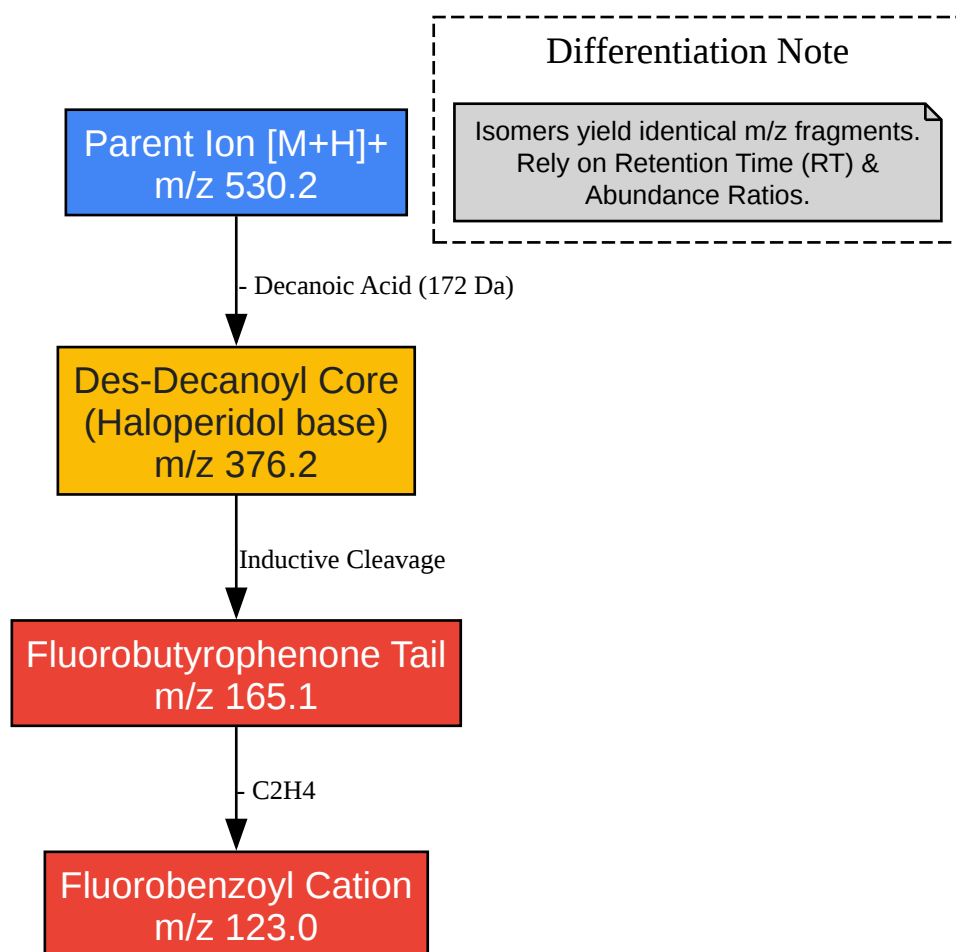 Differentiation Note
Isomers yield identical m/z fragments.
Rely on Retention Time (RT) &
Abundance Ratios.
Parent Ion [M+H]+
m/z 530.2
- Decanoic Acid (172 Da)
Des-Decanoyl Core
(Haloperidol base)
m/z 376.2
Inductive Cleavage
Fluorobutyrophenone Tail
m/z 165.1
- C2H4
Fluorobenzoyl Cation
m/z 123.0